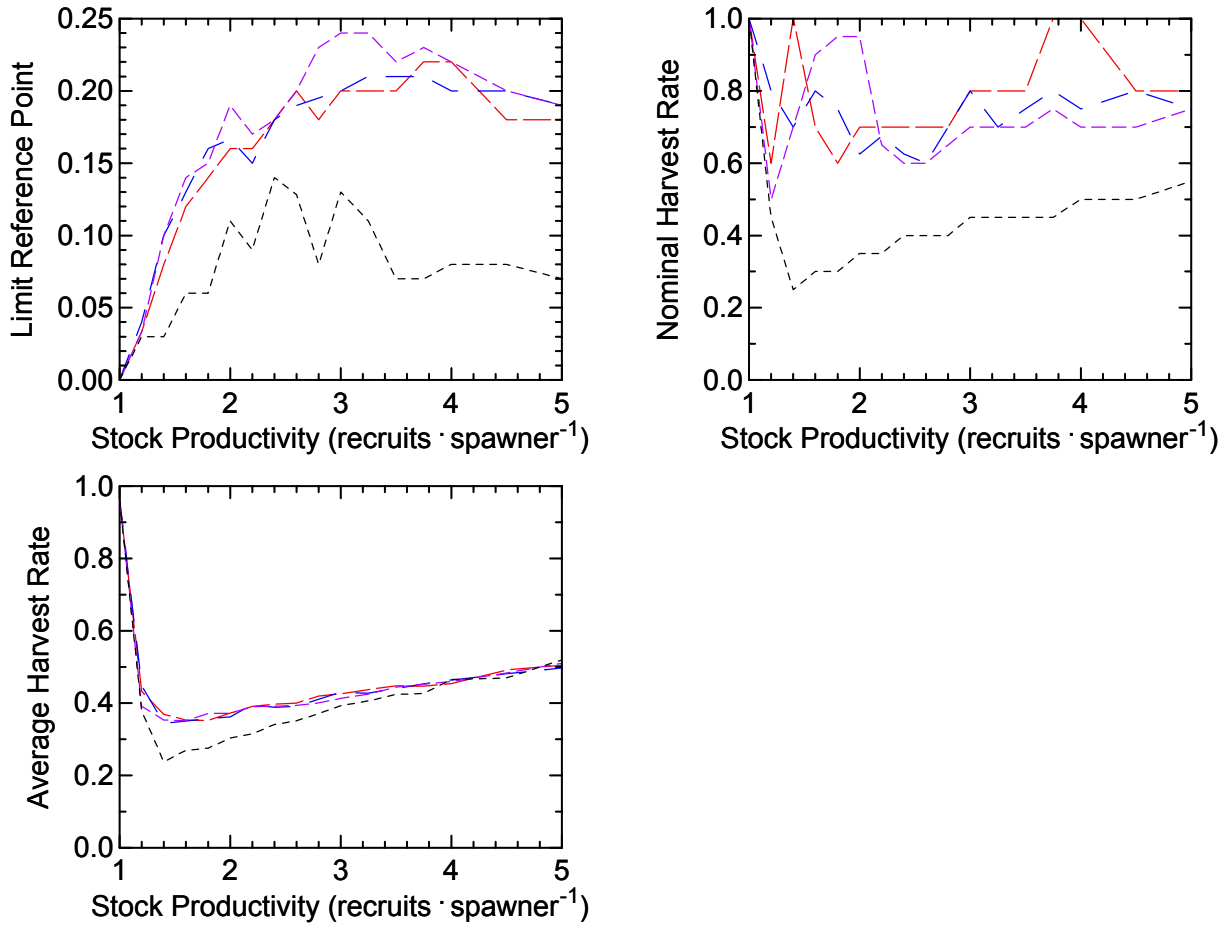 0.25
0.20
0.15
0.10
0.05
0.00
Limit Reference Point
1 2 3 4 5
Stock Productivity (recruits · spawner⁻¹)
1.0
0.8
0.6
0.4
0.2
0.0
Nominal Harvest Rate
1 2 3 4 5
Stock Productivity (recruits · spawner⁻¹)
1.0
0.8
0.6
0.4
0.2
0.0
Average Harvest Rate
1 2 3 4 5
Stock Productivity (recruits · spawner⁻¹)